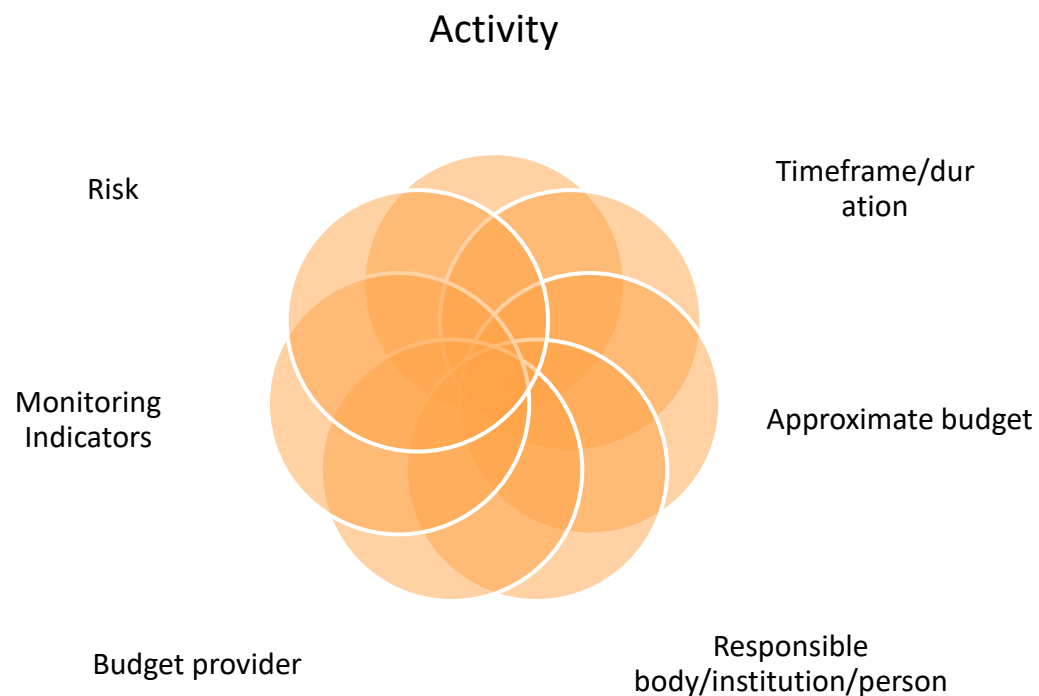 Activity
Risk
Timeframe/dur
ation
Monitoring
Indicators
Approximate budget
Budget provider
Responsible
body/institution/person